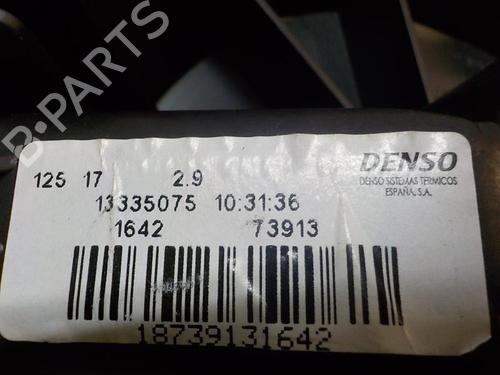 B-PARTS
DENSO
DENSO SISTEMAS TERMICOS
ESPAÑA, S.A.
125 17 2.9
13335075 10:31:36
1642 73913
18739131642